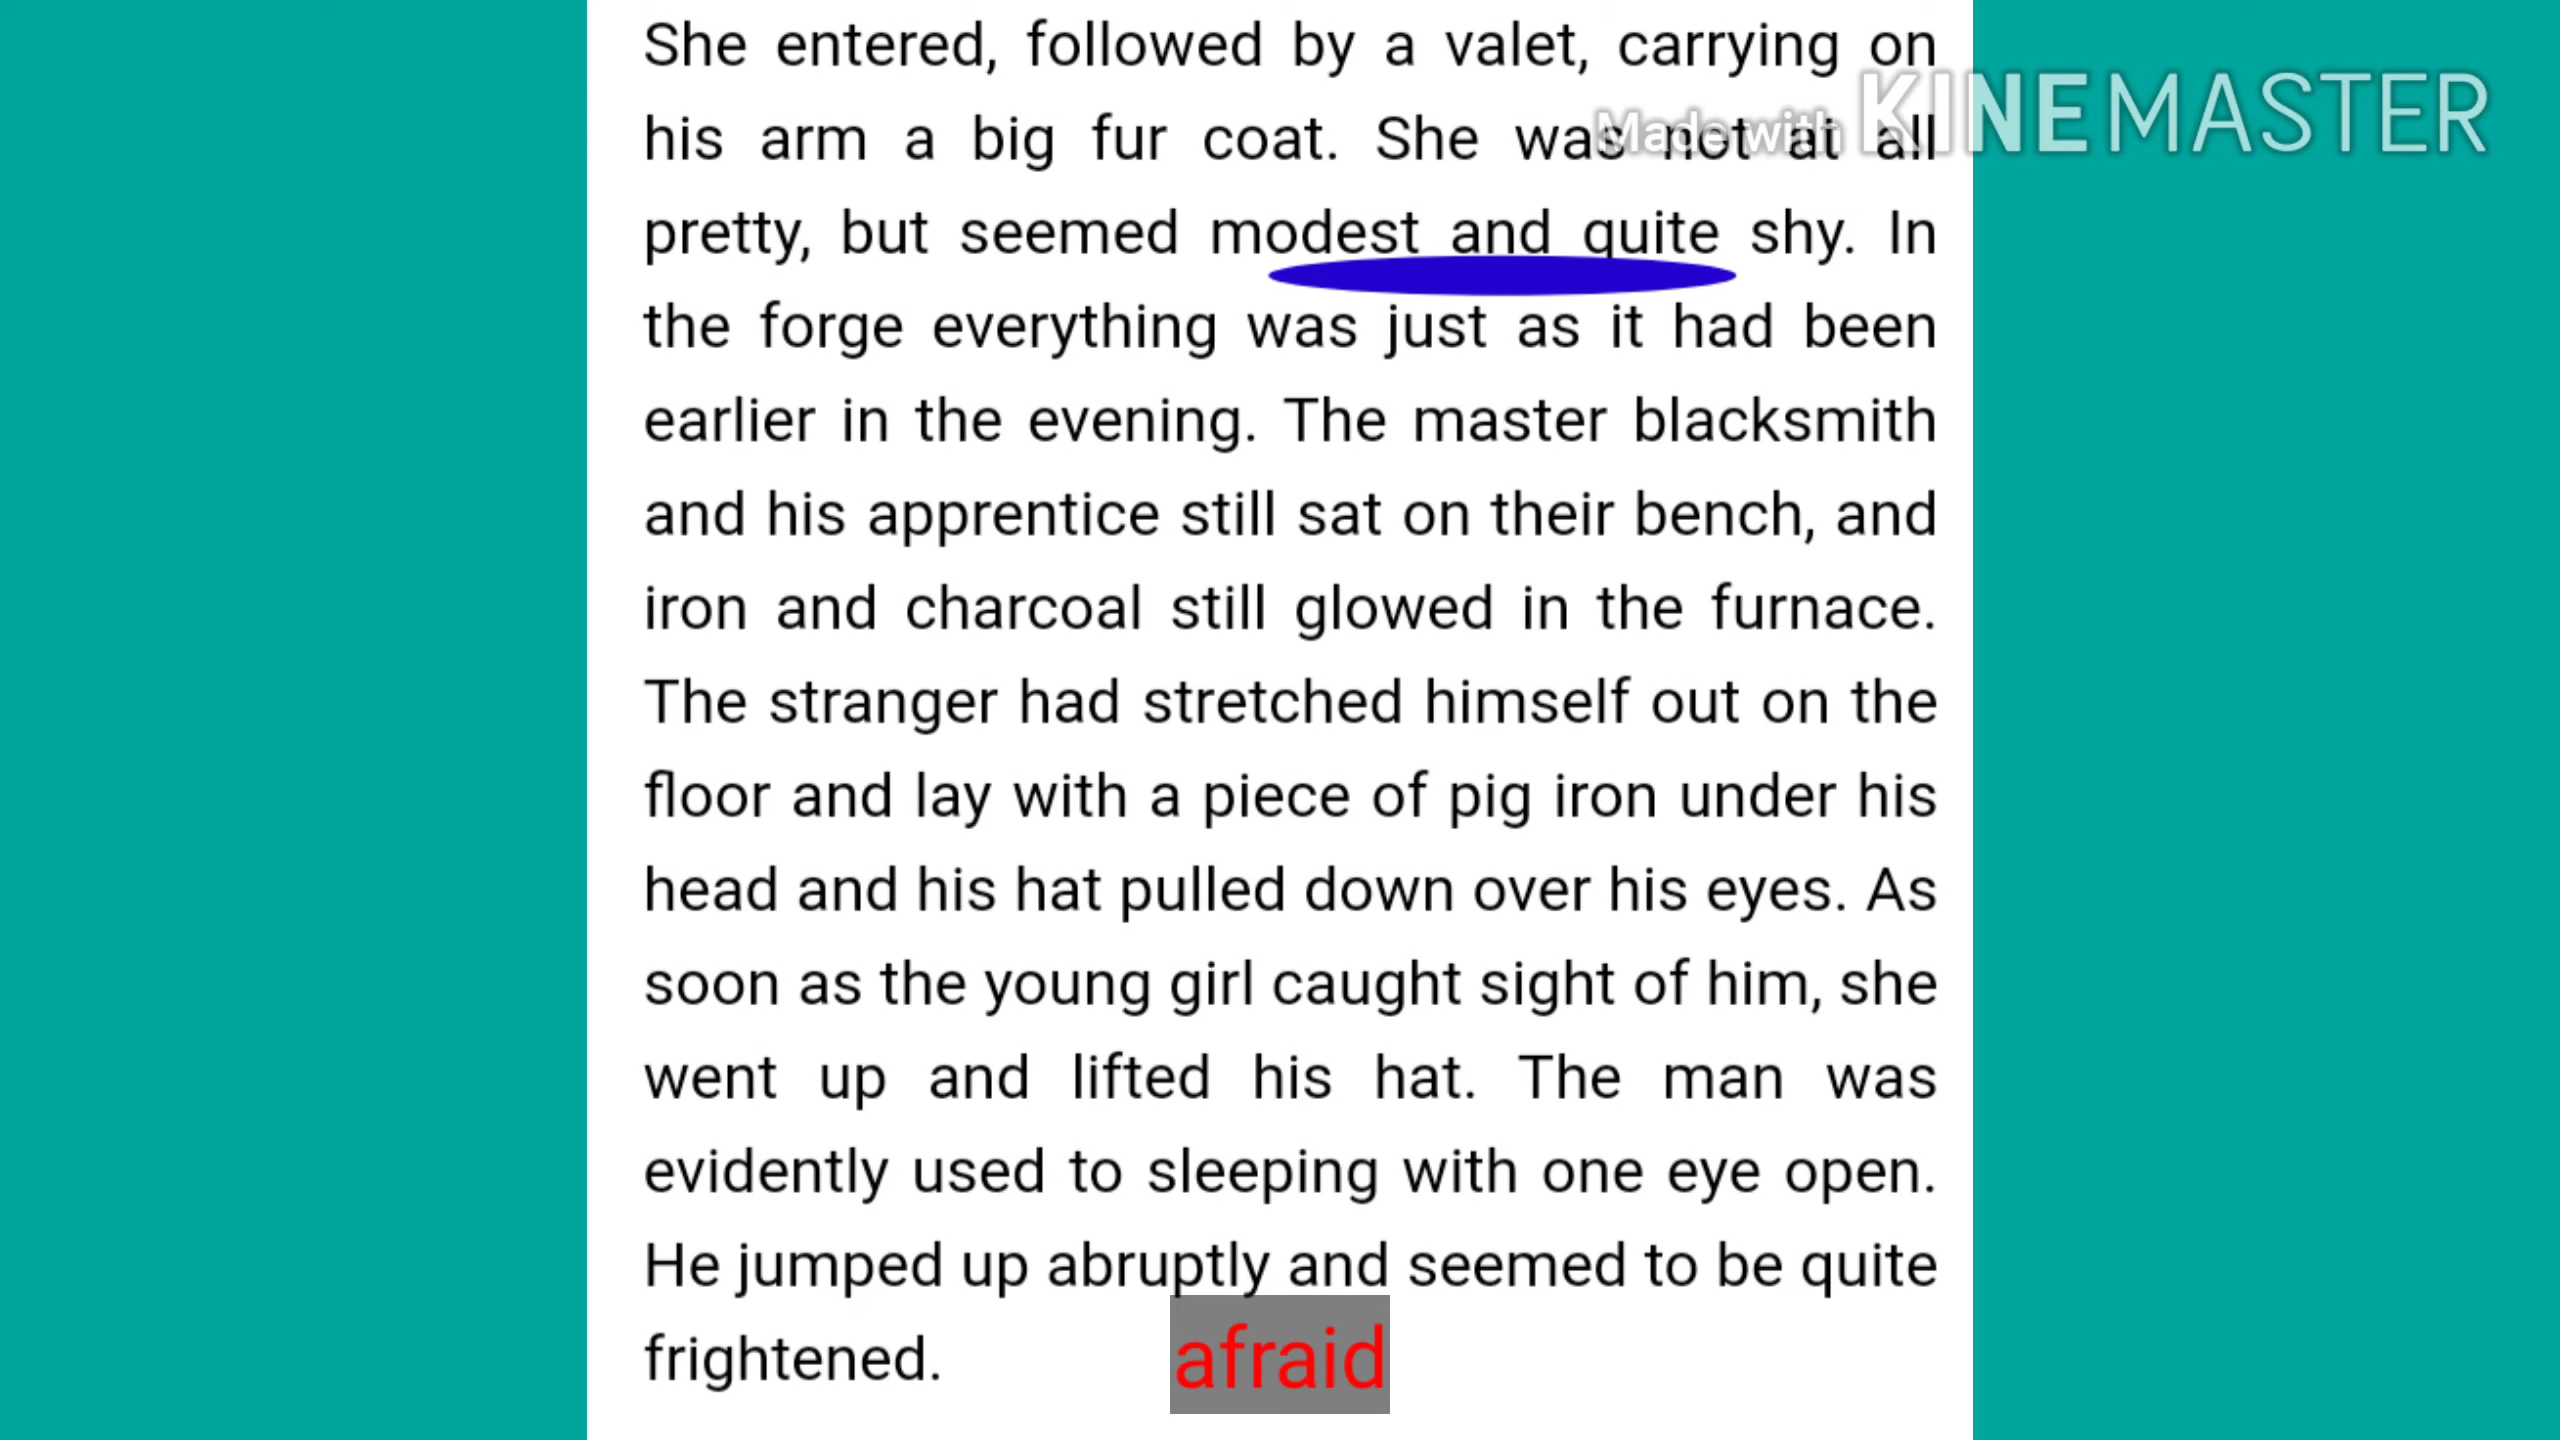 She entered, followed by a valet, carrying on
his arm a big fur coat. She was not at all
Made with KINEMASTER
pretty, but seemed modest and quite shy. In
the forge everything was just as it had been
earlier in the evening. The master blacksmith
and his apprentice still sat on their bench, and
iron and charcoal still glowed in the furnace.
The stranger had stretched himself out on the
floor and lay with a piece of pig iron under his
head and his hat pulled down over his eyes. As
soon as the young girl caught sight of him, she
went up and lifted his hat. The man was
evidently used to sleeping with one eye open.
He jumped up abruptly and seemed to be quite
frightened.
afraid